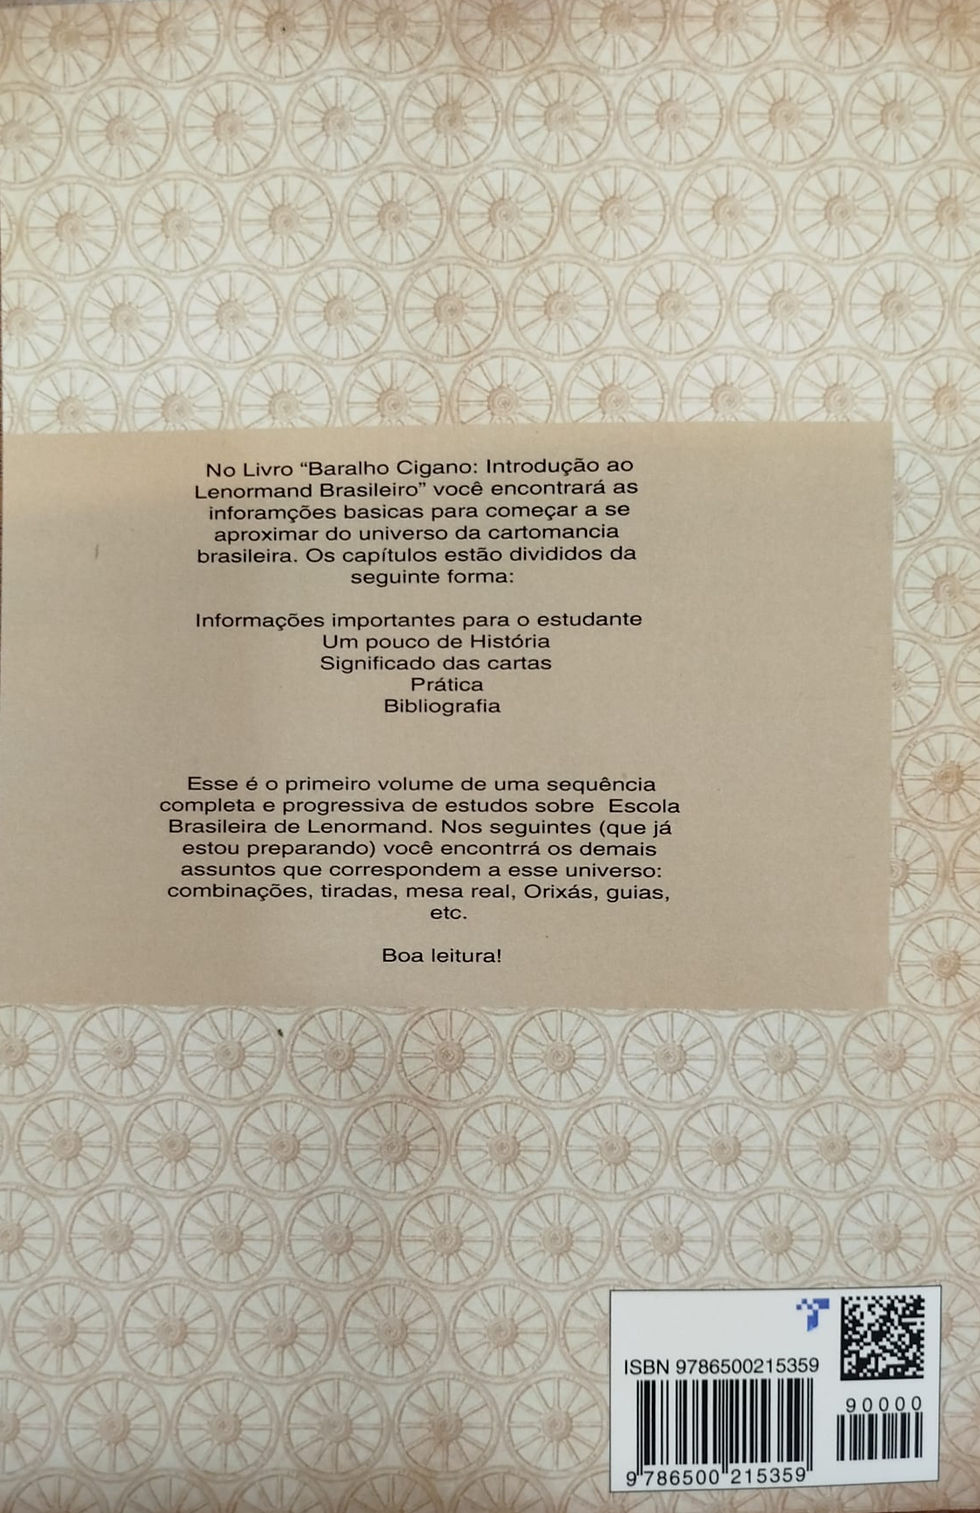 No Livro “Baralho Cigano: Introdução ao
Lenormand Brasileiro” você encontrará as
inforamções basicas para começar a se
aproximar do universo da cartomancia
brasileira. Os capítulos estão divididos da
seguinte forma:
Informações importantes para o estudante
Um pouco de História
Significado das cartas
Prática
Bibliografia
Esse é o primeiro volume de uma sequência
completa e progressiva de estudos sobre Escola
Brasileira de Lenormand. Nos seguintes (que já
estou preparando) você encontrrá os demais
assuntos que correspondem a esse universo:
combinações, tiradas, mesa real, Orixás, guias,
etc.
Boa leitura!
ISBN 9786500215359
90000
9 786500 215359